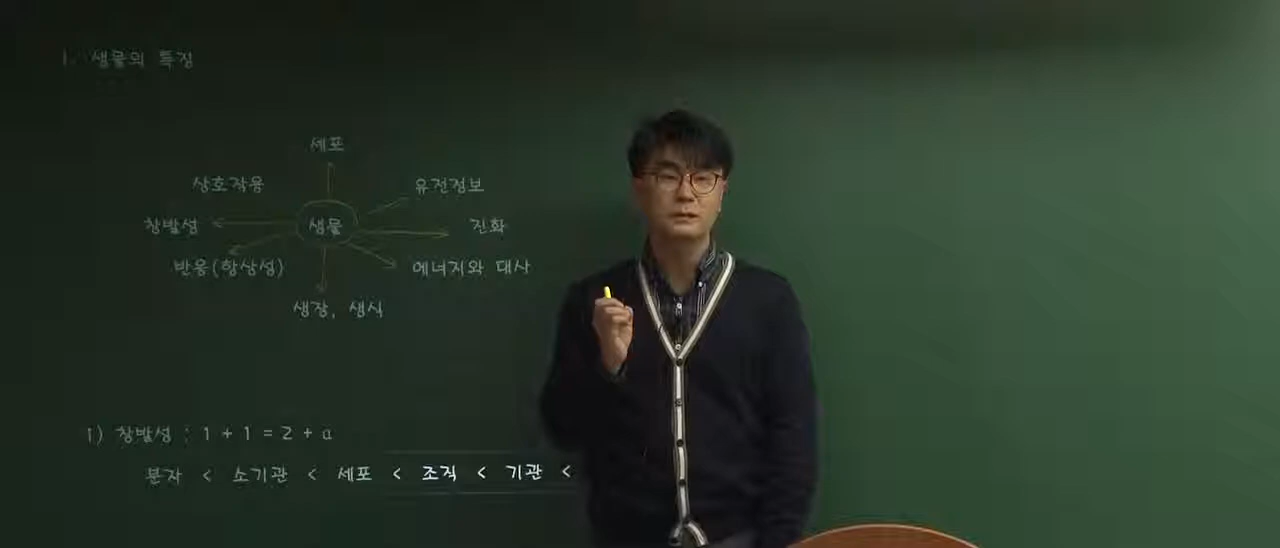 1. 생물의 특징
세포
상호작용
유전정보
창발성
생물
진화
반응(항상성)
에너지와 대사
생장, 생식
1) 창발성 : 1 + 1 = 2 + α
분자 < 소기관 < 세포 < 조직 < 기관 <